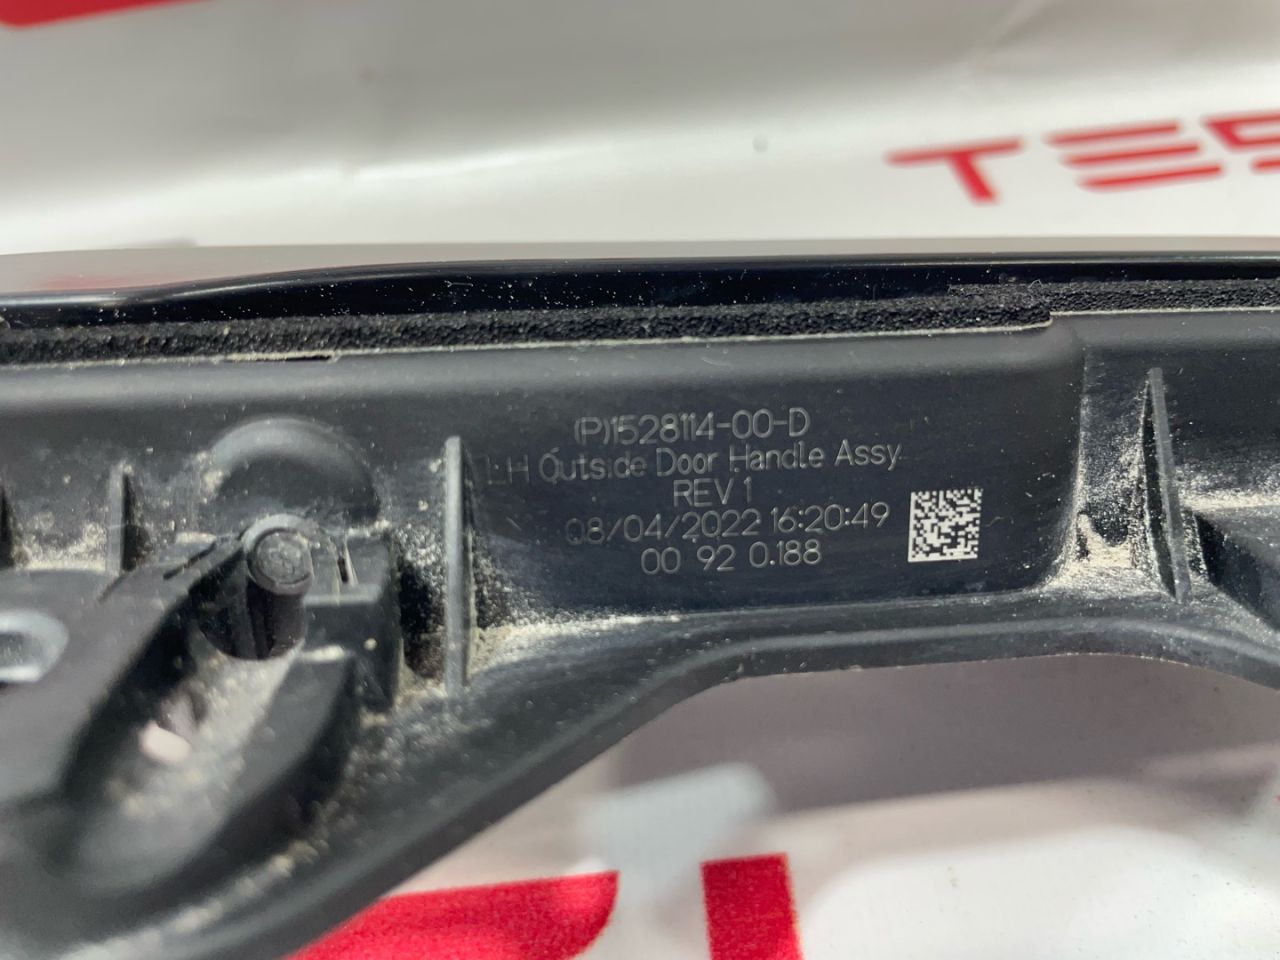 TES
(P)1528114-00-D
LH Outside Door Handle Assy
REV 1
08/04/2022 16:20:49
00 92 0.188